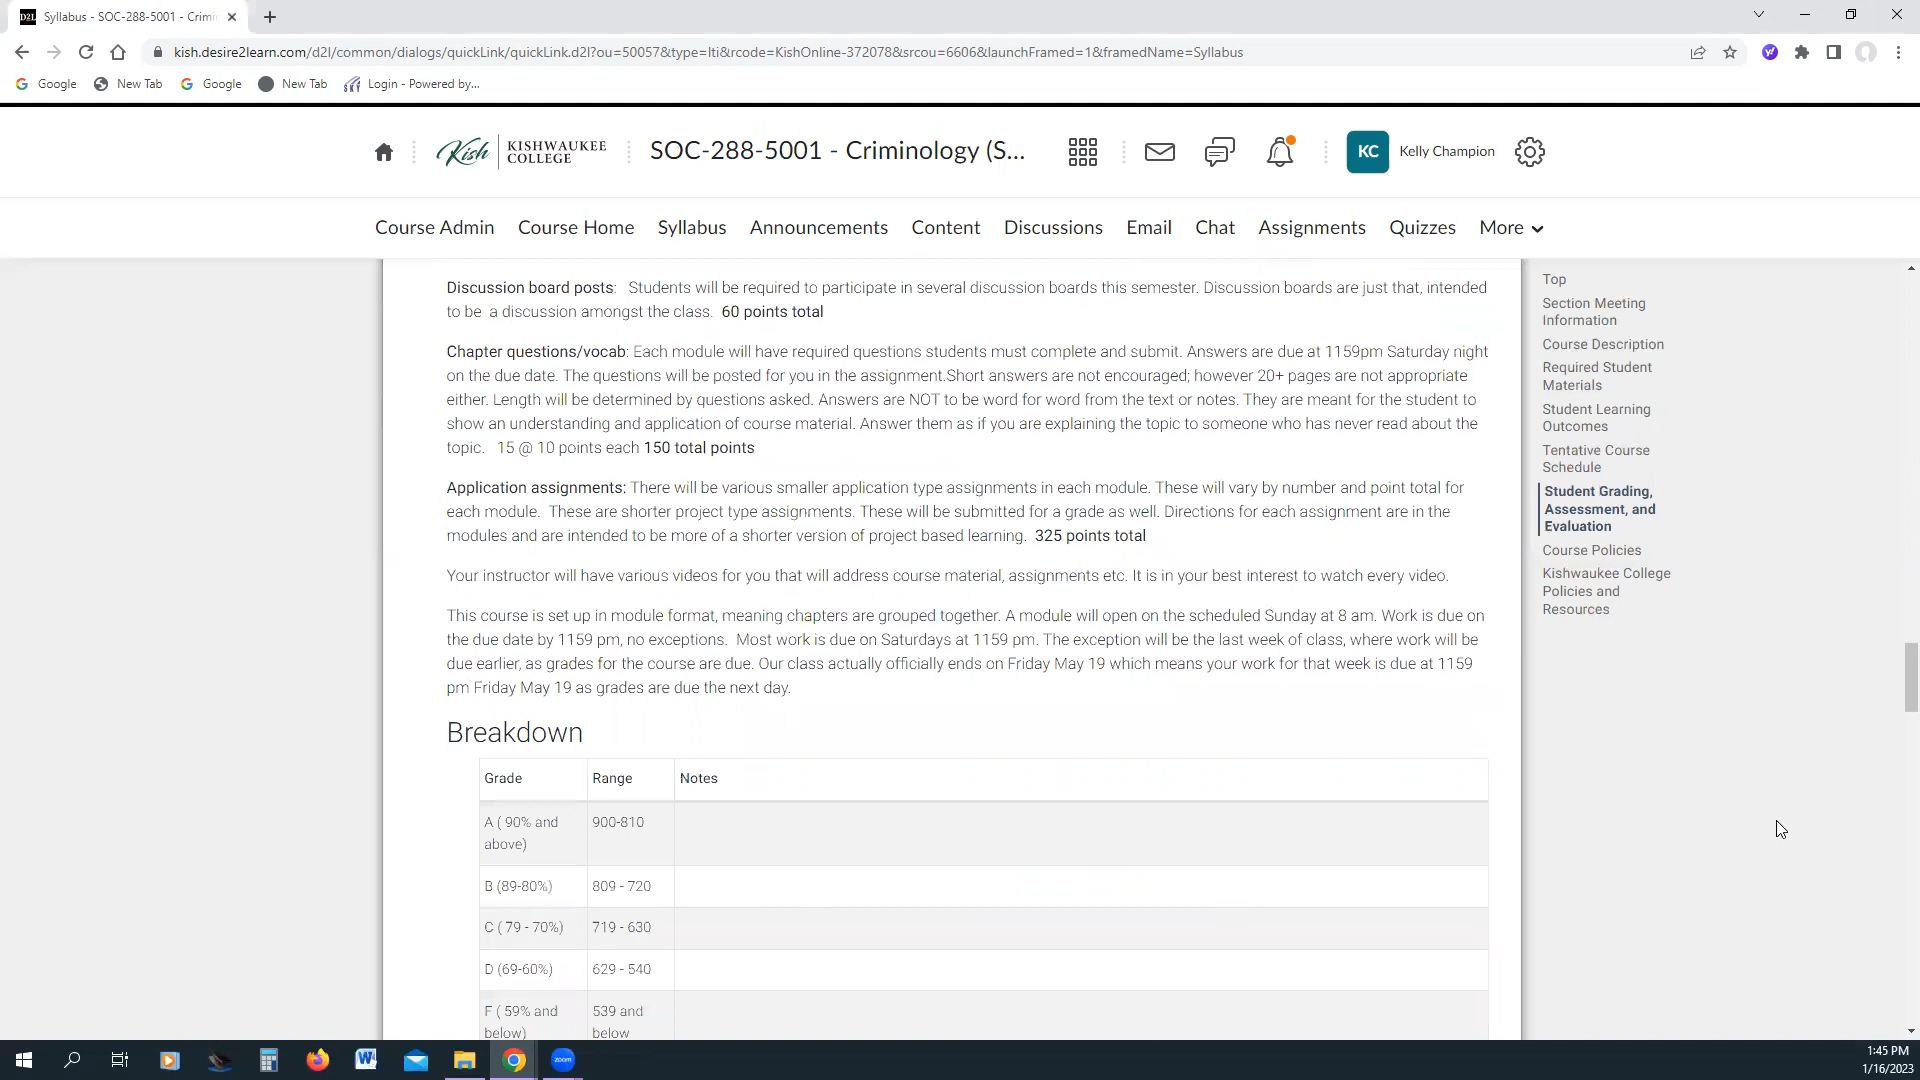 Syllabus - SOC-288-5001 - Crimi
kish.desire2learn.com/d2l/common/dialogs/quickLink/quickLink.d2l?ou=50057&type=lti&rcode=KishOnline-372078&srcou=6606&launchFramed=1&framedName=Syllabus
Google
New Tab
Google
New Tab
Login - Powered by...
Kish
KISHWAUKEE
COLLEGE
SOC-288-5001 - Criminology (S...
KC
Kelly Champion
Course Admin
Course Home
Syllabus
Announcements
Content
Discussions
Email
Chat
Assignments
Quizzes
More
Discussion board posts:   Students will be required to participate in several discussion boards this semester. Discussion boards are just that, intended
to be  a discussion amongst the class.  60 points total
Chapter questions/vocab: Each module will have required questions students must complete and submit. Answers are due at 1159pm Saturday night
on the due date. The questions will be posted for you in the assignment.Short answers are not encouraged; however 20+ pages are not appropriate
either. Length will be determined by questions asked. Answers are NOT to be word for word from the text or notes. They are meant for the student to
show an understanding and application of course material. Answer them as if you are explaining the topic to someone who has never read about the
topic.   15 @ 10 points each 150 total points
Application assignments: There will be various smaller application type assignments in each module. These will vary by number and point total for
each module.  These are shorter project type assignments. These will be submitted for a grade as well. Directions for each assignment are in the
modules and are intended to be more of a shorter version of project based learning.  325 points total
Your instructor will have various videos for you that will address course material, assignments etc. It is in your best interest to watch every video.
This course is set up in module format, meaning chapters are grouped together. A module will open on the scheduled Sunday at 8 am. Work is due on
the due date by 1159 pm, no exceptions.  Most work is due on Saturdays at 1159 pm. The exception will be the last week of class, where work will be
due earlier, as grades for the course are due. Our class actually officially ends on Friday May 19 which means your work for that week is due at 1159
pm Friday May 19 as grades are due the next day.
Breakdown
Grade
Range
Notes
A ( 90% and
above)
900-810
B (89-80%)
809 - 720
C ( 79 - 70%)
719 - 630
D (69-60%)
629 - 540
F ( 59% and
below)
539 and
below
Top
Section Meeting
Information
Course Description
Required Student
Materials
Student Learning
Outcomes
Tentative Course
Schedule
Student Grading,
Assessment, and
Evaluation
Course Policies
Kishwaukee College
Policies and
Resources
zoom
1:45 PM
1/16/2023